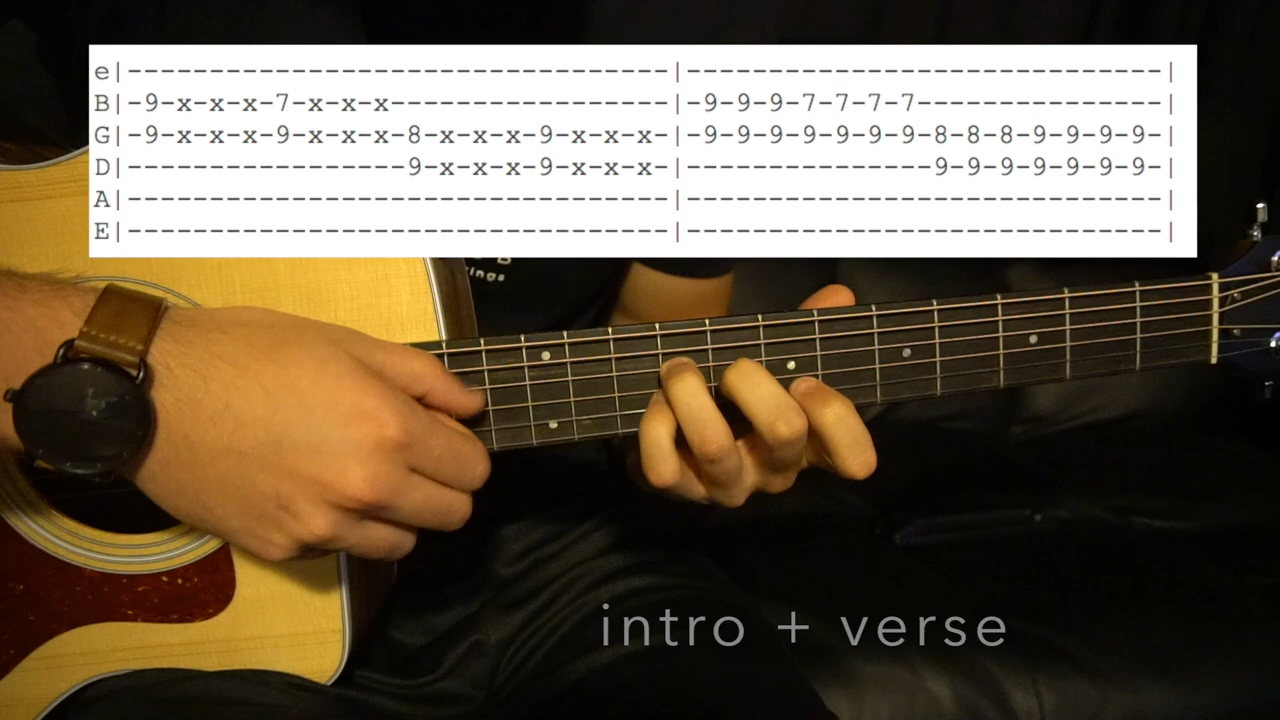 e|---------------------------------|-----------------------------|
B|-9-x-x-x-7-x-x-x-----------------|-9-9-9-7-7-7-7---------------|
G|-9-x-x-x-9-x-x-x-8-x-x-x-9-x-x-x-|-9-9-9-9-9-9-9-8-8-8-9-9-9-9-|
D|-----------------9-x-x-x-9-x-x-x-|---------------9-9-9-9-9-9-9-|
A|---------------------------------|-----------------------------|
E|---------------------------------|-----------------------------|
intro + verse